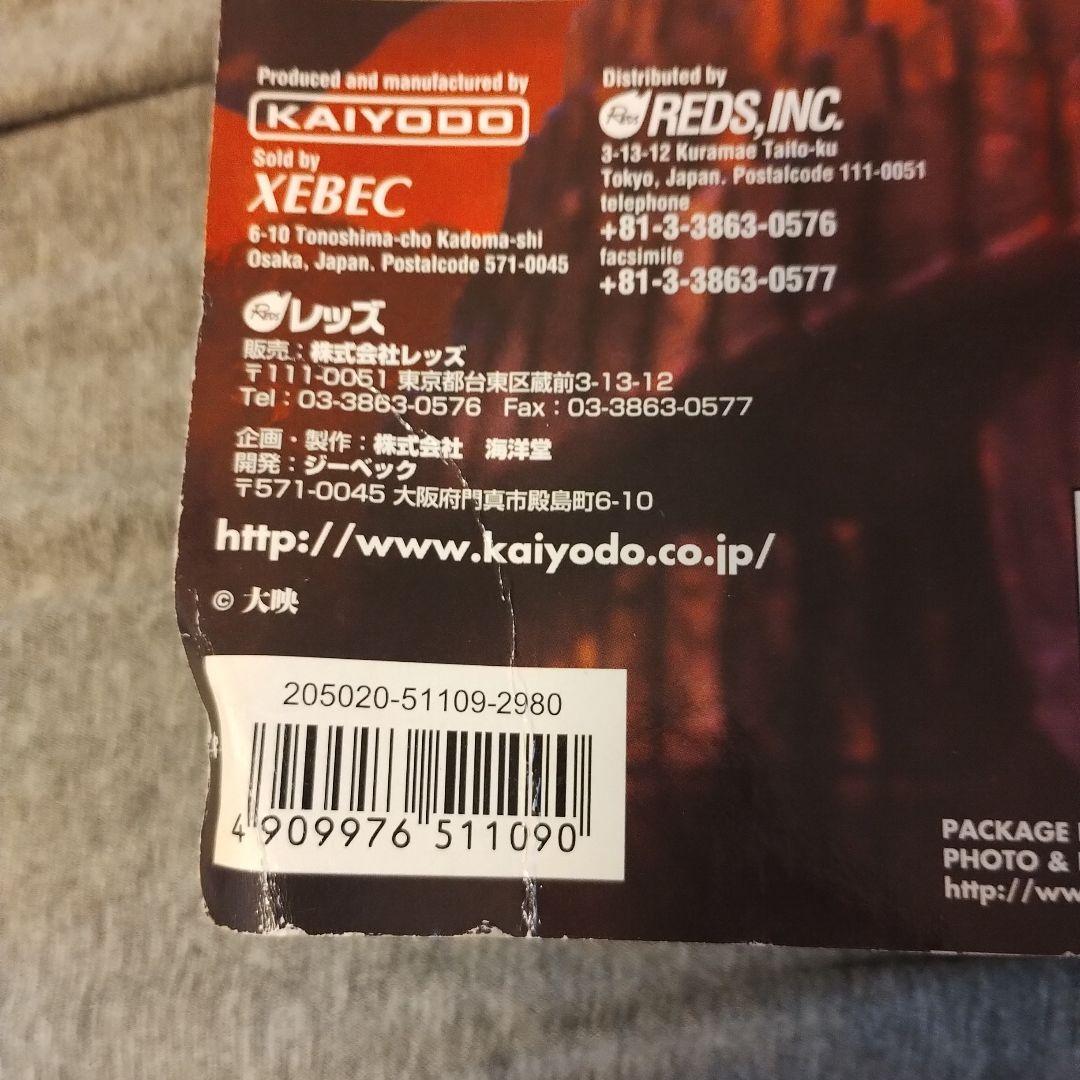 Produced and manufactured by
KAIYODO
Sold by
XEBEC
6-10 Tonoshima-cho Kadoma-shi
Osaka, Japan. Postalcode 571-0045
Distributed by
REDS REDS, INC.
3-13-12 Kuramae Taito-ku
Tokyo, Japan. Postalcode 111-0051
telephone
+81-3-3863-0576
facsimile
+81-3-3863-0577
REDS レッズ
販売：株式会社レッズ
〒111-0051 東京都台東区蔵前3-13-12
Tel：03-3863-0576 Fax：03-3863-0577
企画・製作：株式会社 海洋堂
開発：ジーベック
〒571-0045 大阪府門真市殿島町6-10
http://www.kaiyodo.co.jp/
© 大映
205020-51109-2980
4 909976 511090
PACKAGE
PHOTO &
http://ww